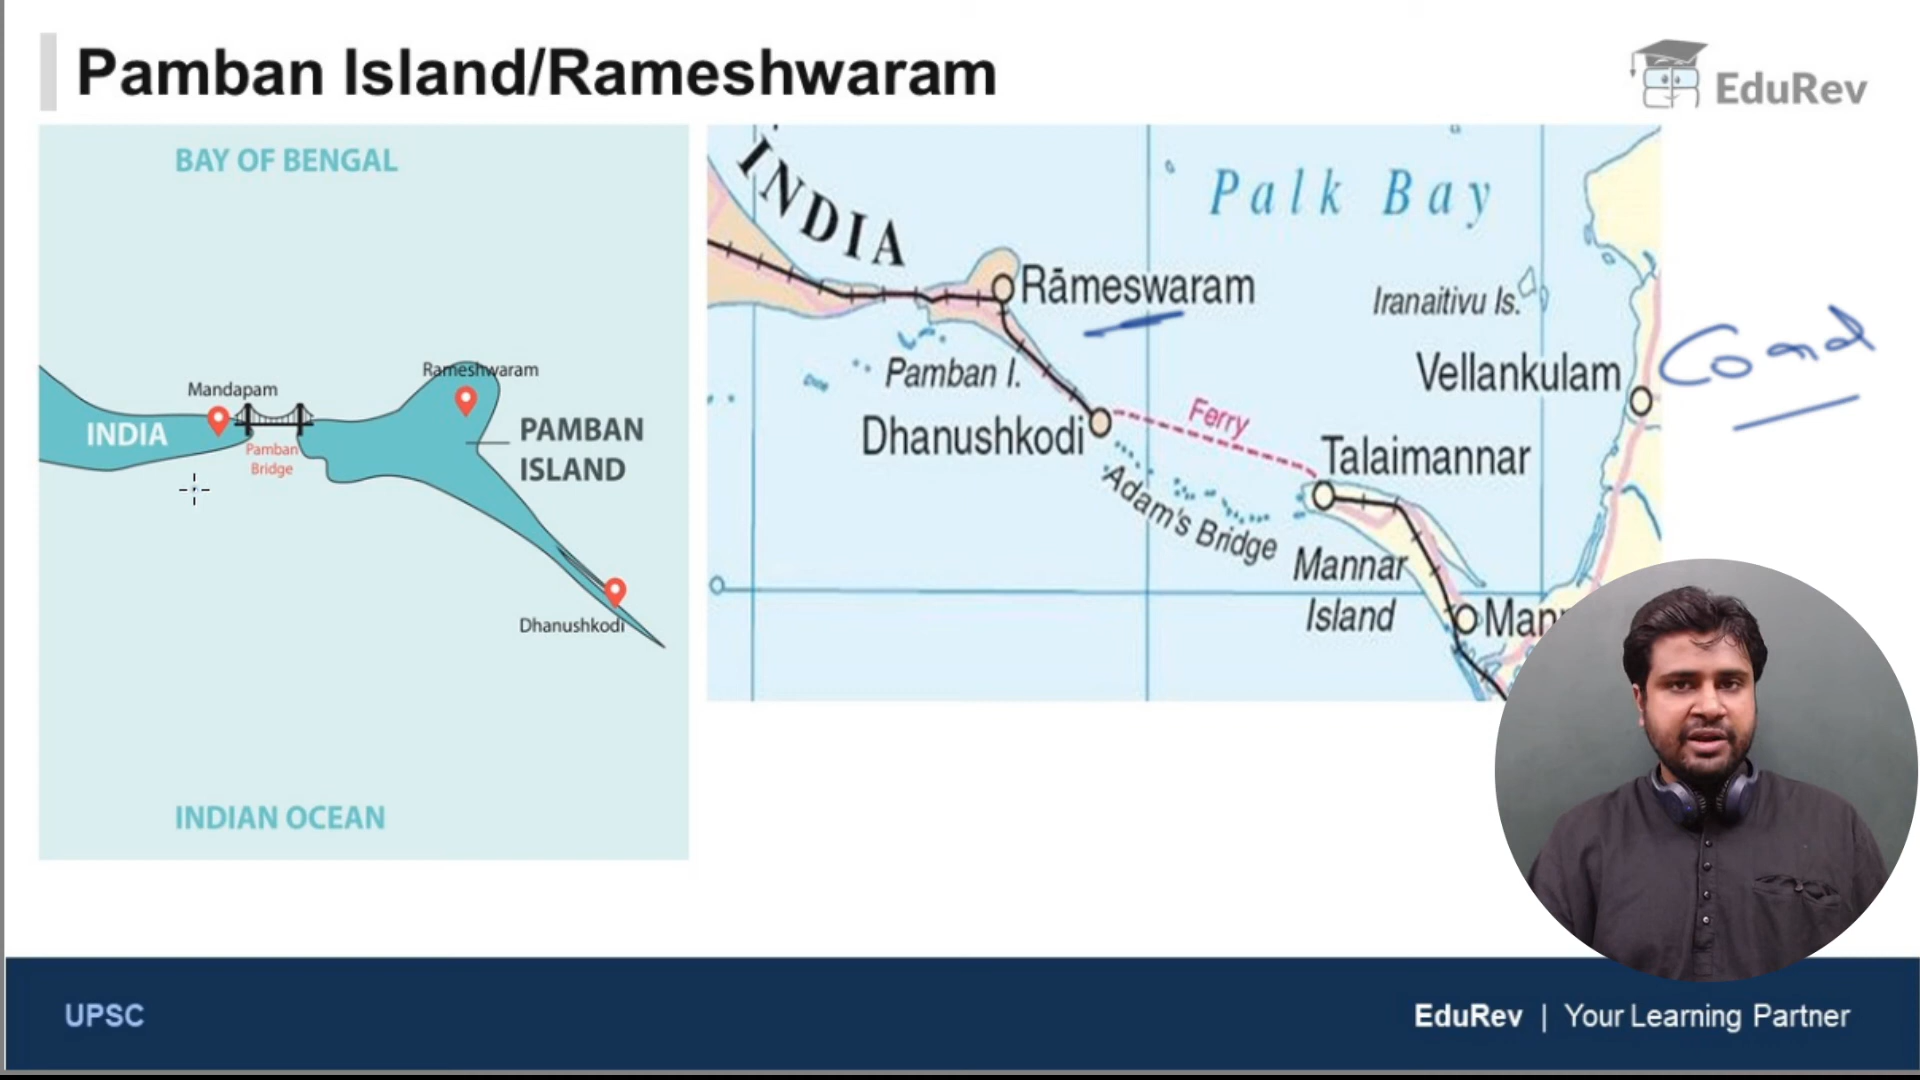 Pamban Island/Rameshwaram
EduRev
BAY OF BENGAL
Rameshwaram
Mandapam
INDIA
Pamban
Bridge
PAMBAN
ISLAND
Dhanushkodi
INDIAN OCEAN
INDIA
Palk Bay
Rāmeswaram
Iranaitivu Is.
Vellankulam
Pamban I.
Dhanushkodi
Ferry
Talaimannar
Adam's Bridge
Mannar
Island
UPSC
EduRev | Your Learning Partner